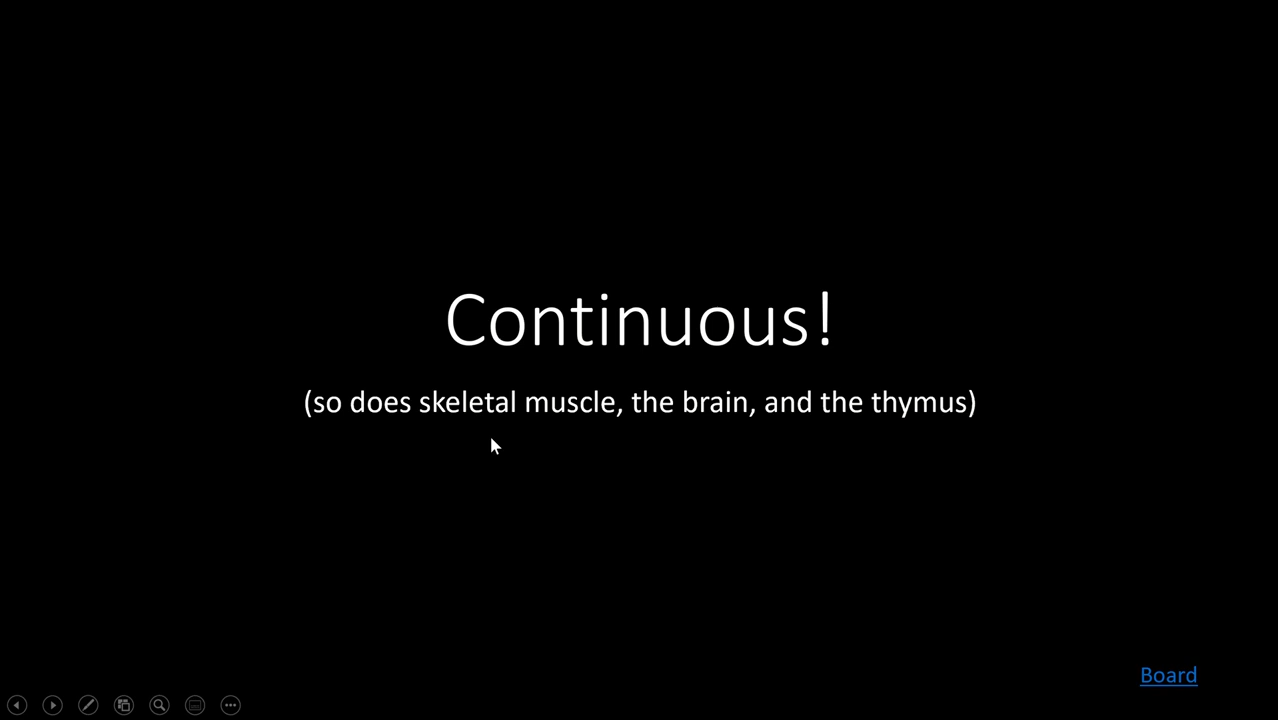 Continuous!
(so does skeletal muscle, the brain, and the thymus)
Board